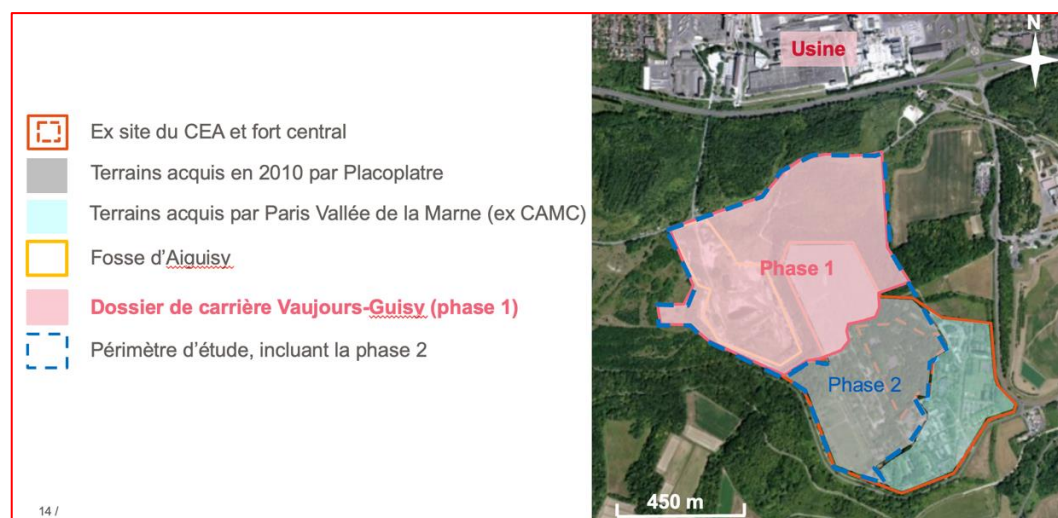 Ex site du CEA et fort central
Terrains acquis en 2010 par Placoplatre
Terrains acquis par Paris Vallée de la Marne (ex CAMC)
Fosse d'Aiguisy
Dossier de carrière Vaujours-Guisy (phase 1)
Périmètre d'étude, incluant la phase 2
14 /
N
Usine
Phase 1
Phase 2
450 m